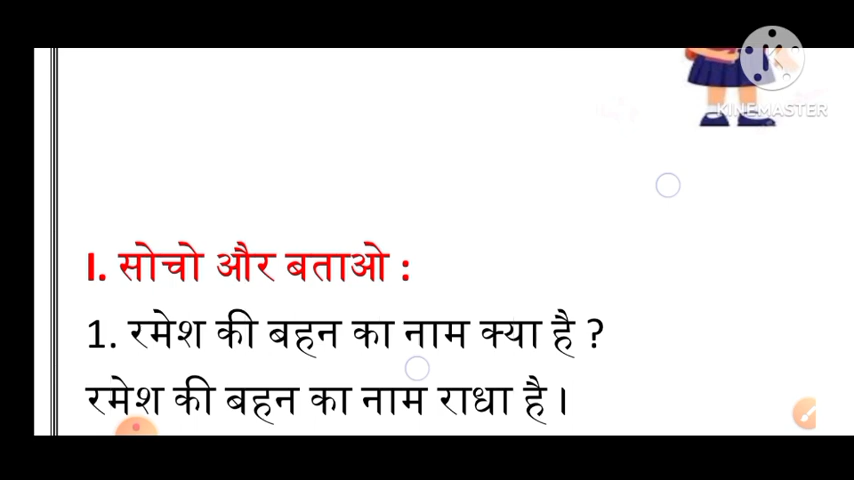 KINEMASTER
I. सोचो और बताओ :
1. रमेश की बहन का नाम क्या है ?
रमेश की बहन का नाम राधा है।